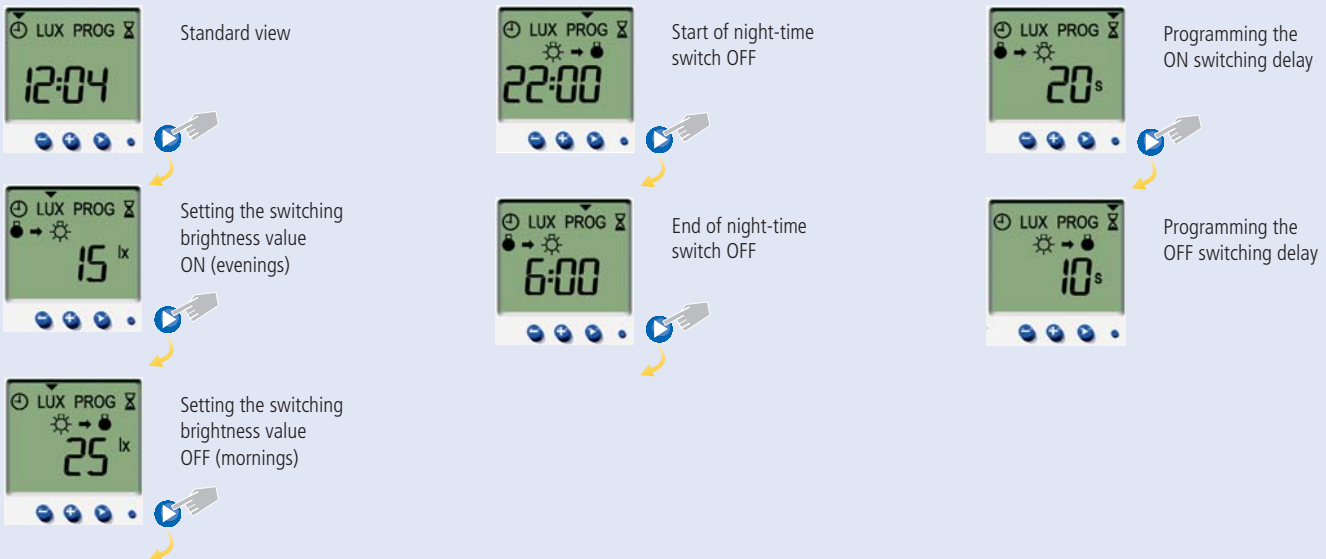 LUX PROG
12:04
Standard view
LUX PROG
15 lx
Setting the switching
brightness value
ON (evenings)
LUX PROG
25 lx
Setting the switching
brightness value
OFF (mornings)
LUX PROG
22:00
Start of night-time
switch OFF
LUX PROG
6:00
End of night-time
switch OFF
LUX PROG
20 s
Programming the
ON switching delay
LUX PROG
10 s
Programming the
OFF switching delay